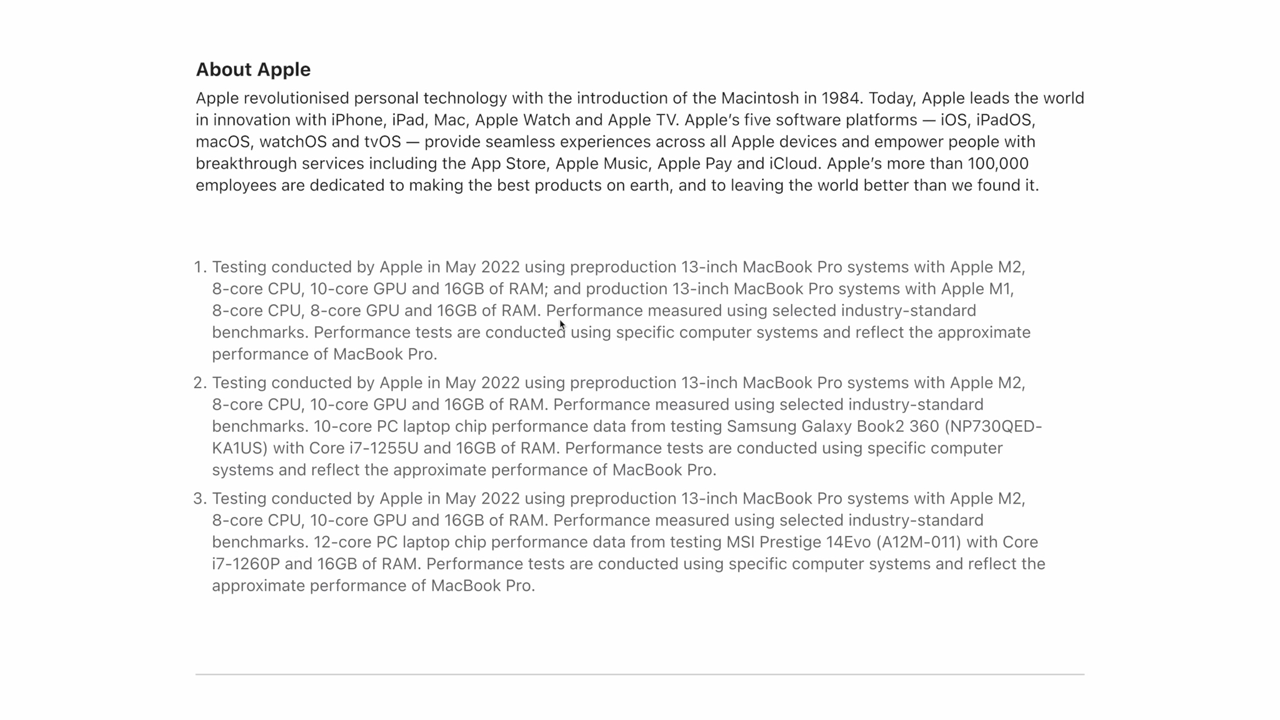 About Apple
Apple revolutionised personal technology with the introduction of the Macintosh in 1984. Today, Apple leads the world
in innovation with iPhone, iPad, Mac, Apple Watch and Apple TV. Apple’s five software platforms — iOS, iPadOS,
macOS, watchOS and tvOS — provide seamless experiences across all Apple devices and empower people with
breakthrough services including the App Store, Apple Music, Apple Pay and iCloud. Apple’s more than 100,000
employees are dedicated to making the best products on earth, and to leaving the world better than we found it.
1. Testing conducted by Apple in May 2022 using preproduction 13-inch MacBook Pro systems with Apple M2,
8-core CPU, 10-core GPU and 16GB of RAM; and production 13-inch MacBook Pro systems with Apple M1,
8-core CPU, 8-core GPU and 16GB of RAM. Performance measured using selected industry-standard
benchmarks. Performance tests are conducted using specific computer systems and reflect the approximate
performance of MacBook Pro.
2. Testing conducted by Apple in May 2022 using preproduction 13-inch MacBook Pro systems with Apple M2,
8-core CPU, 10-core GPU and 16GB of RAM. Performance measured using selected industry-standard
benchmarks. 10-core PC laptop chip performance data from testing Samsung Galaxy Book2 360 (NP730QED-
KA1US) with Core i7-1255U and 16GB of RAM. Performance tests are conducted using specific computer
systems and reflect the approximate performance of MacBook Pro.
3. Testing conducted by Apple in May 2022 using preproduction 13-inch MacBook Pro systems with Apple M2,
8-core CPU, 10-core GPU and 16GB of RAM. Performance measured using selected industry-standard
benchmarks. 12-core PC laptop chip performance data from testing MSI Prestige 14Evo (A12M-011) with Core
i7-1260P and 16GB of RAM. Performance tests are conducted using specific computer systems and reflect the
approximate performance of MacBook Pro.